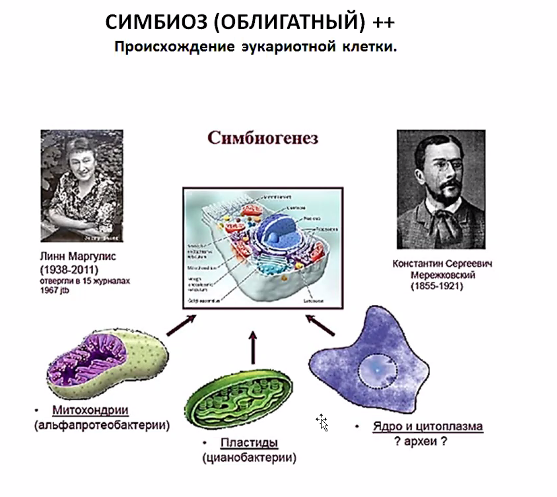 СИМБИОЗ (ОБЛИГАТНЫЙ) ++
Происхождение эукариотной клетки.
Симбиогенез
Линн Маргулис
(1938-2011)
отвергли в 15 журналах
1967 jtb
Константин Сергеевич
Мережковский
(1855-1921)
• Митохондрии
(альфапротеобактерии)
• Пластиды
(цианобактерии)
• Ядро и цитоплазма
? археи ?